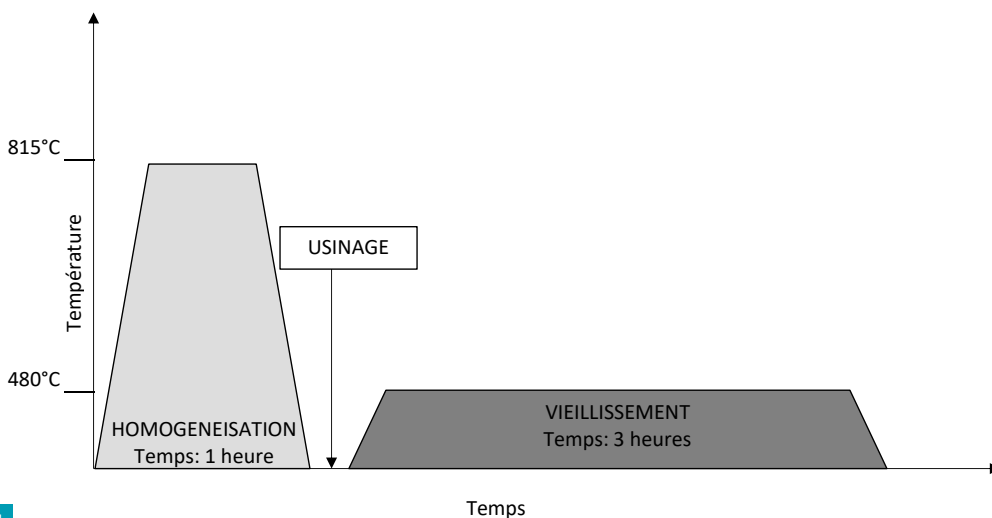 815°C
USINAGE
Température
480°C
HOMOGENEISATION
Temps: 1 heure
VIEILLISSEMENT
Temps: 3 heures
Temps